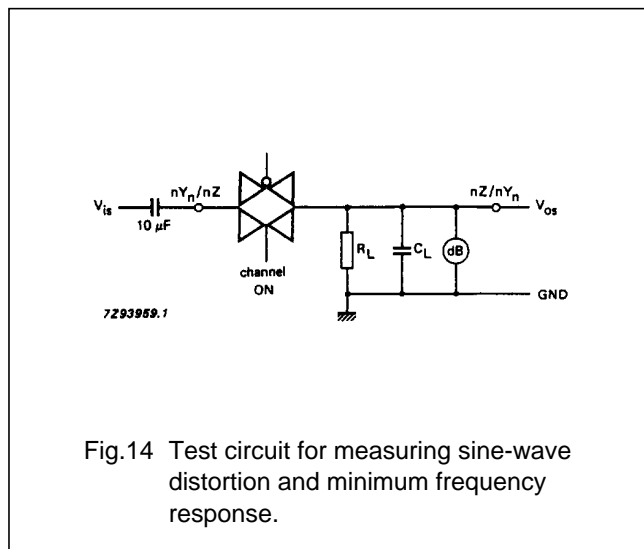 nYn/nZ
nZ/nYn
Vis
Vos
10 µF
RL
CL
dB
channel
ON
GND
7Z93959.1
Fig.14 Test circuit for measuring sine-wave
distortion and minimum frequency
response.